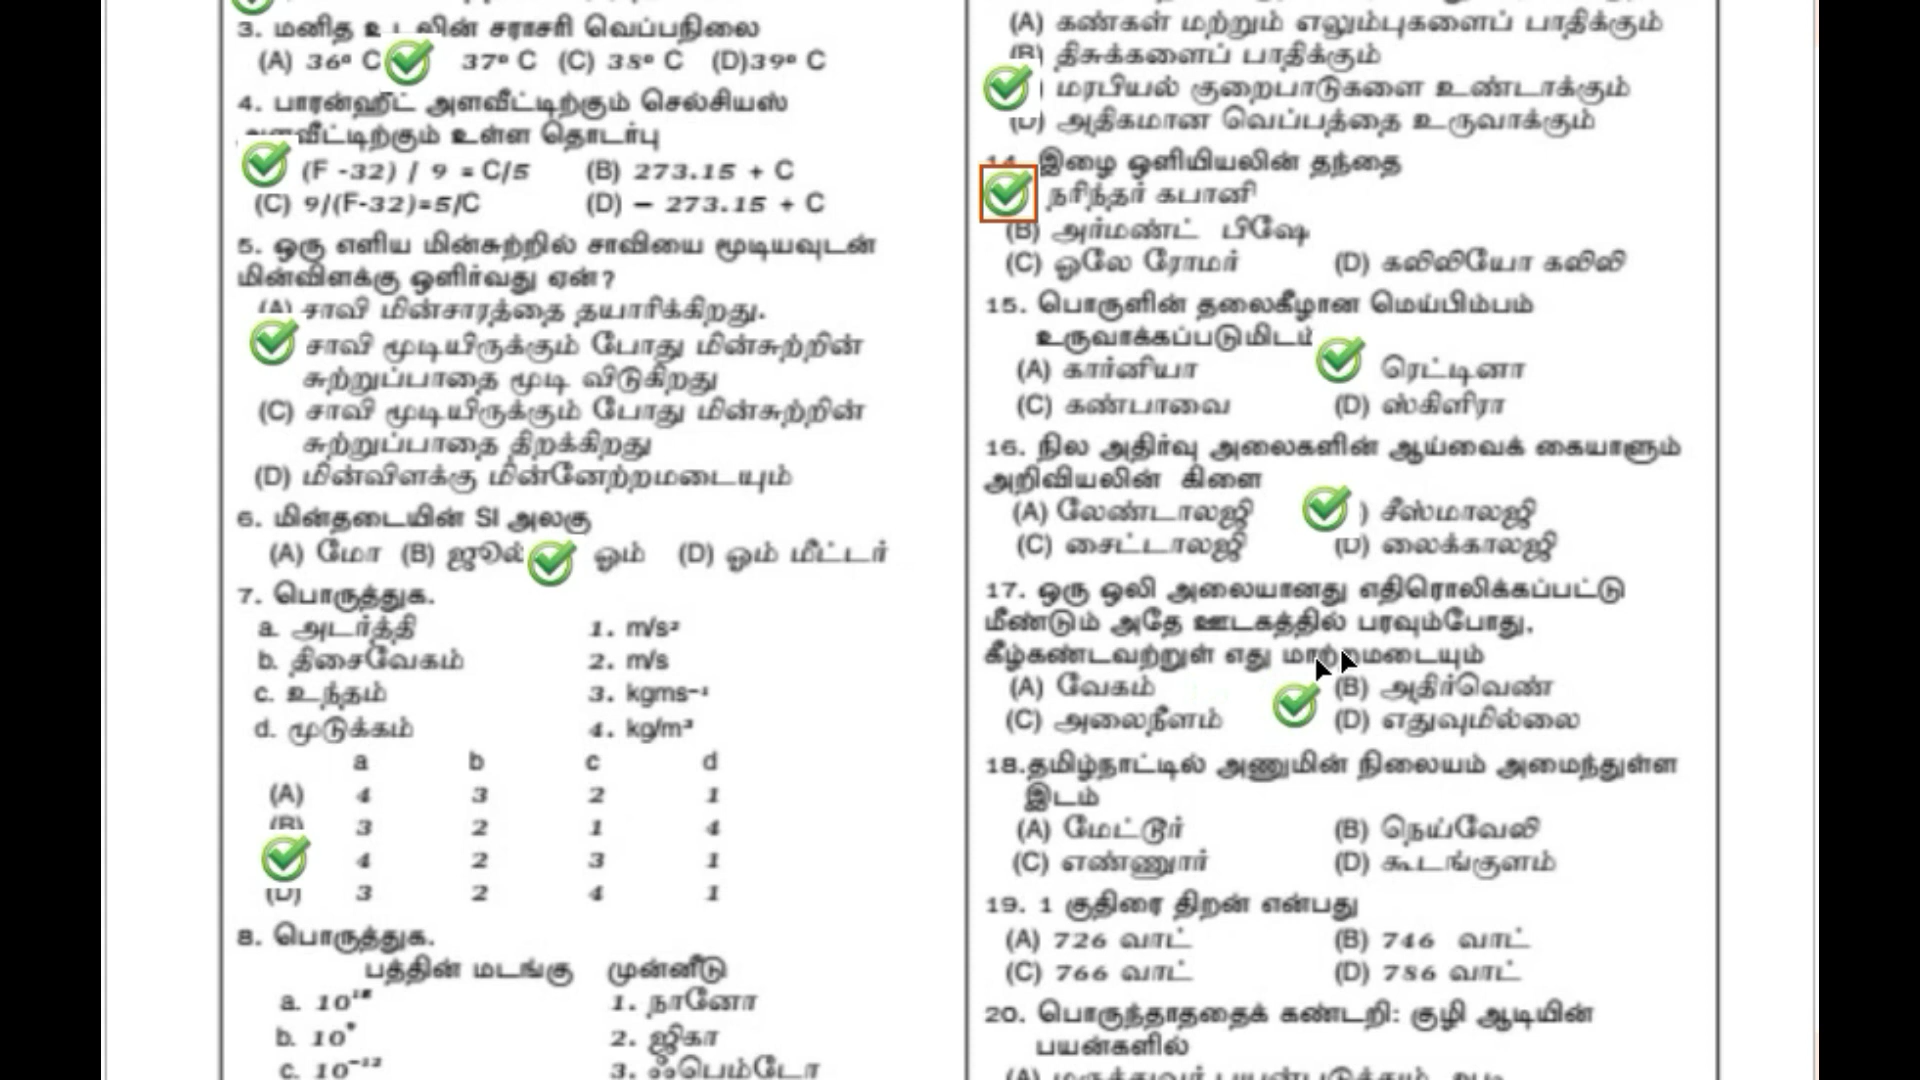 3. மனித உடலின் சராசரி வெப்பநிலை
(A) 36° C 37° C (C) 38° C (D)39° C
4. பாரன்ஹீட் அளவீட்டிற்கும் செல்சியஸ்
அளவீட்டிற்கும் உள்ள தொடர்பு
(F -32) / 9 = C/5 (B) 273.15 + C
(C) 9/(F-32)=5/C (D) – 273.15 + C
5. ஒரு எளிய மின்சுற்றில் சாவியை மூடியவுடன்
மின்விளக்கு ஒளிர்வது ஏன்?
(A) சாவி மின்சாரத்தை தயாரிக்கிறது.
சாவி மூடியிருக்கும் போது மின்சுற்றின்
சுற்றுப்பாதை மூடி விடுகிறது
(C) சாவி மூடியிருக்கும் போது மின்சுற்றின்
சுற்றுப்பாதை திறக்கிறது
(D) மின்விளக்கு மின்னேற்றமடையும்
6. மின்தடையின் SI அலகு
(A) மோ (B) ஜூல் ஓம் (D) ஓம் மீட்டர்
7. பொருத்துக.
a. அடர்த்தி 1. m/s²
b. திசைவேகம் 2. m/s
c. உந்தம் 3. kgms⁻¹
d. முடுக்கம் 4. kg/m³
a b c d
(A) 4 3 2 1
(B) 3 2 1 4
4 2 3 1
(D) 3 2 4 1
8. பொருத்துக.
பத்தின் மடங்கு முன்னீடு
a. 10¹⁵ 1. நானோ
b. 10⁹ 2. ஜிகா
c. 10⁻¹² 3. ஃபெம்டோ
(A) கண்கள் மற்றும் எலும்புகளைப் பாதிக்கும்
(B) திசுக்களைப் பாதிக்கும்
மரபியல் குறைபாடுகளை உண்டாக்கும்
(D) அதிகமான வெப்பத்தை உருவாக்கும்
14. இழை ஒளியியலின் தந்தை
நரிந்தர் கபானி
(B) அர்மண்ட் பிஷே
(C) ஓலே ரோமர் (D) கலிலியோ கலிலி
15. பொருளின் தலைகீழான மெய்பிம்பம்
உருவாக்கப்படுமிடம்
(A) கார்னியா ரெட்டினா
(C) கண்பாவை (D) ஸ்கிளிரா
16. நில அதிர்வு அலைகளின் ஆய்வைக் கையாளும்
அறிவியலின் கிளை
(A) லேண்டாலஜி ) சீஸ்மாலஜி
(C) சைட்டாலஜி (D) லைக்காலஜி
17. ஒரு ஒலி அலையானது எதிரொலிக்கப்பட்டு
மீண்டும் அதே ஊடகத்தில் பரவும்போது,
கீழ்கண்டவற்றுள் எது மாற்றமடையும்
(A) வேகம் (B) அதிர்வெண்
(C) அலைநீளம் (D) எதுவுமில்லை
18.தமிழ்நாட்டில் அணுமின் நிலையம் அமைந்துள்ள
இடம்
(A) மேட்டூர் (B) நெய்வேலி
(C) எண்ணூர் (D) கூடங்குளம்
19. 1 குதிரை திறன் என்பது
(A) 726 வாட் (B) 746 வாட்
(C) 766 வாட் (D) 786 வாட்
20. பொருந்தாததைக் கண்டறி: குழி ஆடியின்
பயன்களில்